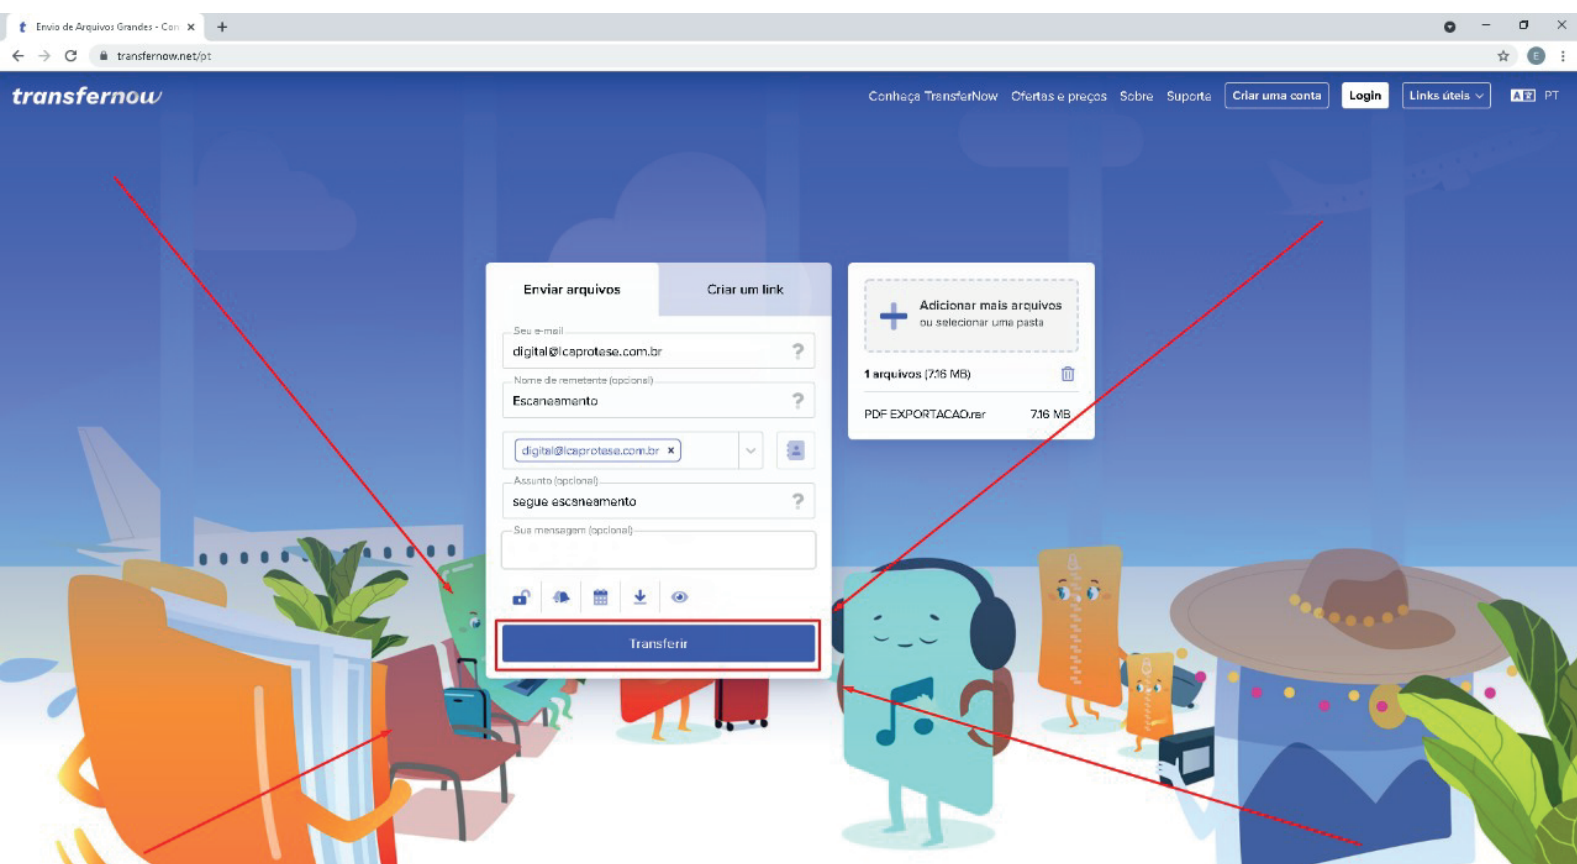 Envio de Arquivos Grandes - Con
transfernow.net/pt
E
transfernow
Conheça TransferNow
Ofertas e preços
Sobre
Suporte
Criar uma conta
Login
Links úteis
PT
Enviar arquivos
Criar um link
Seu e-mail
digital@lcaprotese.com.br
?
Nome de remetente (opcional)
Escaneamento
?
digital@lcaprotese.com.br ×
Assunto (opcional)
segue escaneamento
?
Sua mensagem (opcional)
Transferir
Adicionar mais arquivos
ou selecionar uma pasta
1 arquivos (7.16 MB)
PDF EXPORTACAO.rar
7.16 MB